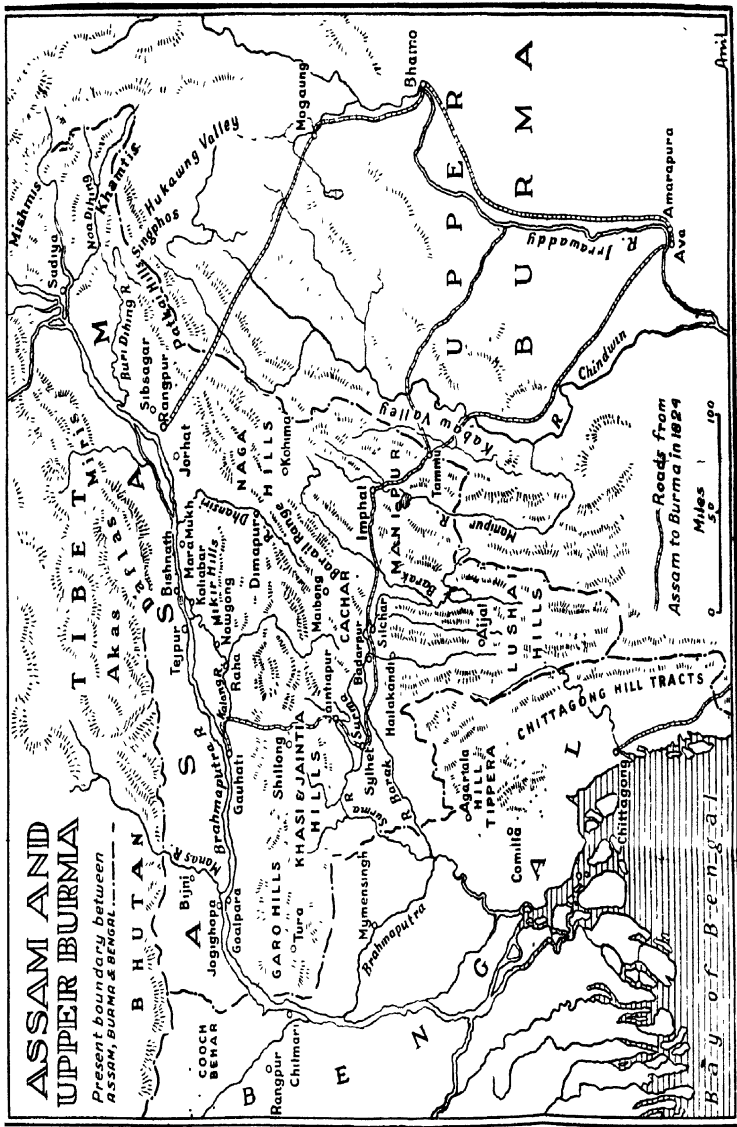 ASSAM AND
UPPER BURMA
Present boundary between
ASSAM, BURMA & BENGAL
BHUTAN
TIBET
Akas
Daflas
Miris
Mishmis
Sadiya
Noa Dihing
Khamtis
Hukawng Valley
Singphos
Patkai Hills
Buri Dihing R
Sibsagar
Rangpur
Jorhat
ASSAM
Bishnath
Mara Mukh
Kaliabar
Mikir Hills
Nowgong
Tejpur
Kalang R
Raha
Brahmaputra R
Gauhati
Manas R
Bijni
Jogighopa
Goalpara
COOCH
BEHAR
Rangpur
Chilmari
GARO HILLS
Tura
Shillong
KHASI & JAINTIA
HILLS
Jainthapur
Dhansiri R
Dimapur
NAGA
HILLS
Kohima
Barail Range
Maibong
CACHAR
Mogaung
Bhamo
UPPER
BURMA
R. Irrawaddy
Amarapura
Ava
Chindwin R
Kabaw Valley
Tammu
Imphal
MANIPUR
Manipur R
Barak
Silchar
Badarpur
Hailakandi
Surma
Sylhet
Surma R
Barak R
Mymensingh
Brahmaputra
Aijal
LUSHAI
HILLS
Agartala
HILL
TIPPERA
Comilla
CHITTAGONG HILL TRACTS
Chittagong
BENGAL
Bay of Bengal
Roads from
Assam to Burma in 1824
Miles
0 50 100
Anil